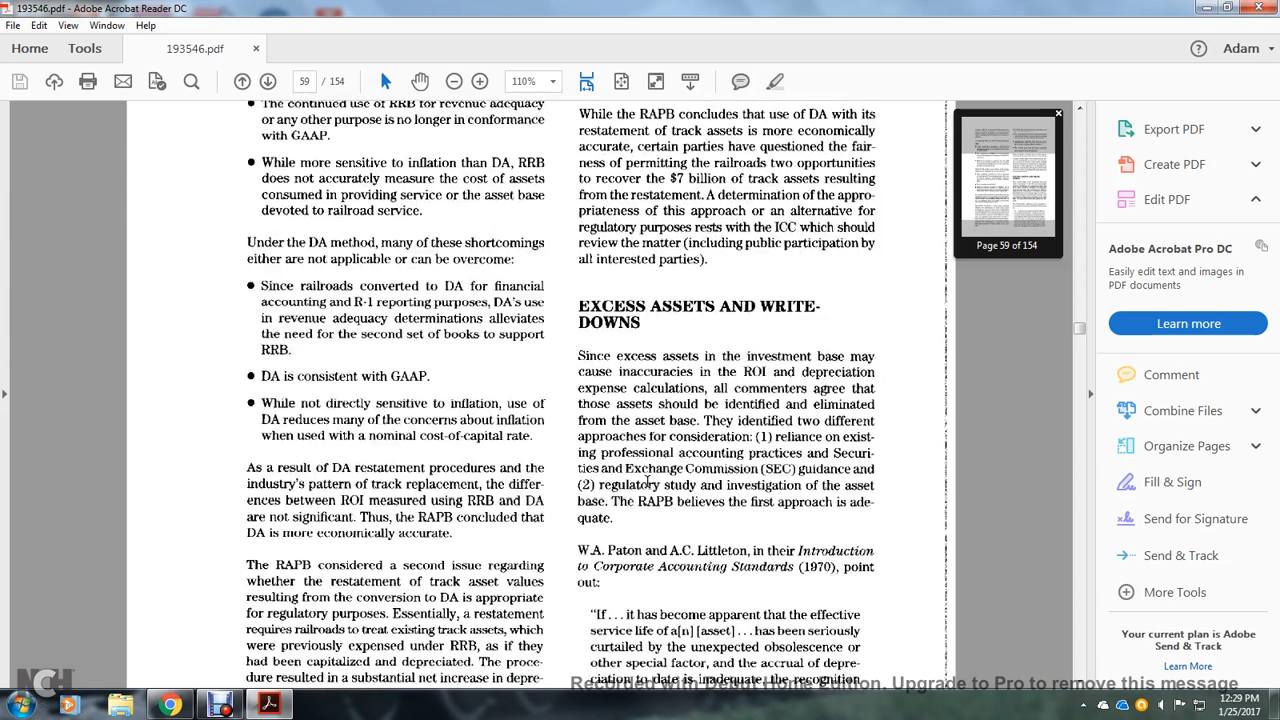 193546.pdf - Adobe Acrobat Reader DC
File Edit View Window Help
Home Tools 193546.pdf × Adam
59 / 154 110%
The continued use of RRB for revenue adequacy
or any other purpose is no longer in conformance
with GAAP.
While more sensitive to inflation than DA, RRB
does not accurately measure the cost of assets
consumed in providing service or the asset base
devoted to railroad service.
Under the DA method, many of these shortcomings
either are not applicable or can be overcome:
Since railroads converted to DA for financial
accounting and R-1 reporting purposes, DA's use
in revenue adequacy determinations alleviates
the need for the second set of books to support
RRB.
DA is consistent with GAAP.
While not directly sensitive to inflation, use of
DA reduces many of the concerns about inflation
when used with a nominal cost-of-capital rate.
As a result of DA restatement procedures and the
industry's pattern of track replacement, the differ-
ences between ROI measured using RRB and DA
are not significant. Thus, the RAPB concluded that
DA is more economically accurate.
The RAPB considered a second issue regarding
whether the restatement of track asset values
resulting from the conversion to DA is appropriate
for regulatory purposes. Essentially, a restatement
requires railroads to treat existing track assets, which
were previously expensed under RRB, as if they
had been capitalized and depreciated. The proce-
dure resulted in a substantial net increase in depre-
While the RAPB concludes that use of DA with its
restatement of track assets is more economically
accurate, certain parties have questioned the fair-
ness of permitting the railroads two opportunities
to recover the $7 billion of track assets resulting
from the restatement. A determination of the appro-
priateness of this approach or an alternative for
regulatory purposes rests with the ICC which should
review the matter (including public participation by
all interested parties).
EXCESS ASSETS AND WRITE-
DOWNS
Since excess assets in the investment base may
cause inaccuracies in the ROI and depreciation
expense calculations, all commenters agree that
those assets should be identified and eliminated
from the asset base. They identified two different
approaches for consideration: (1) reliance on exist-
ing professional accounting practices and Securi-
ties and Exchange Commission (SEC) guidance and
(2) regulatory study and investigation of the asset
base. The RAPB believes the first approach is ade-
quate.
W.A. Paton and A.C. Littleton, in their Introduction
to Corporate Accounting Standards (1970), point
out:
"If . . . it has become apparent that the effective
service life of a[n] [asset] . . . has been seriously
curtailed by the unexpected obsolescence or
other special factor, and the accrual of depre-
ciation to date is inadequate, the recognition
Page 59 of 154
Export PDF
Create PDF
Edit PDF
Adobe Acrobat Pro DC
Easily edit text and images in
PDF documents
Learn more
Comment
Combine Files
Organize Pages
Fill & Sign
Send for Signature
Send & Track
More Tools
Your current plan is Adobe
Send
Learn More
NCH
Home Edition. Upgrade to Pro to remove this message
12:29 PM
1/25/2017